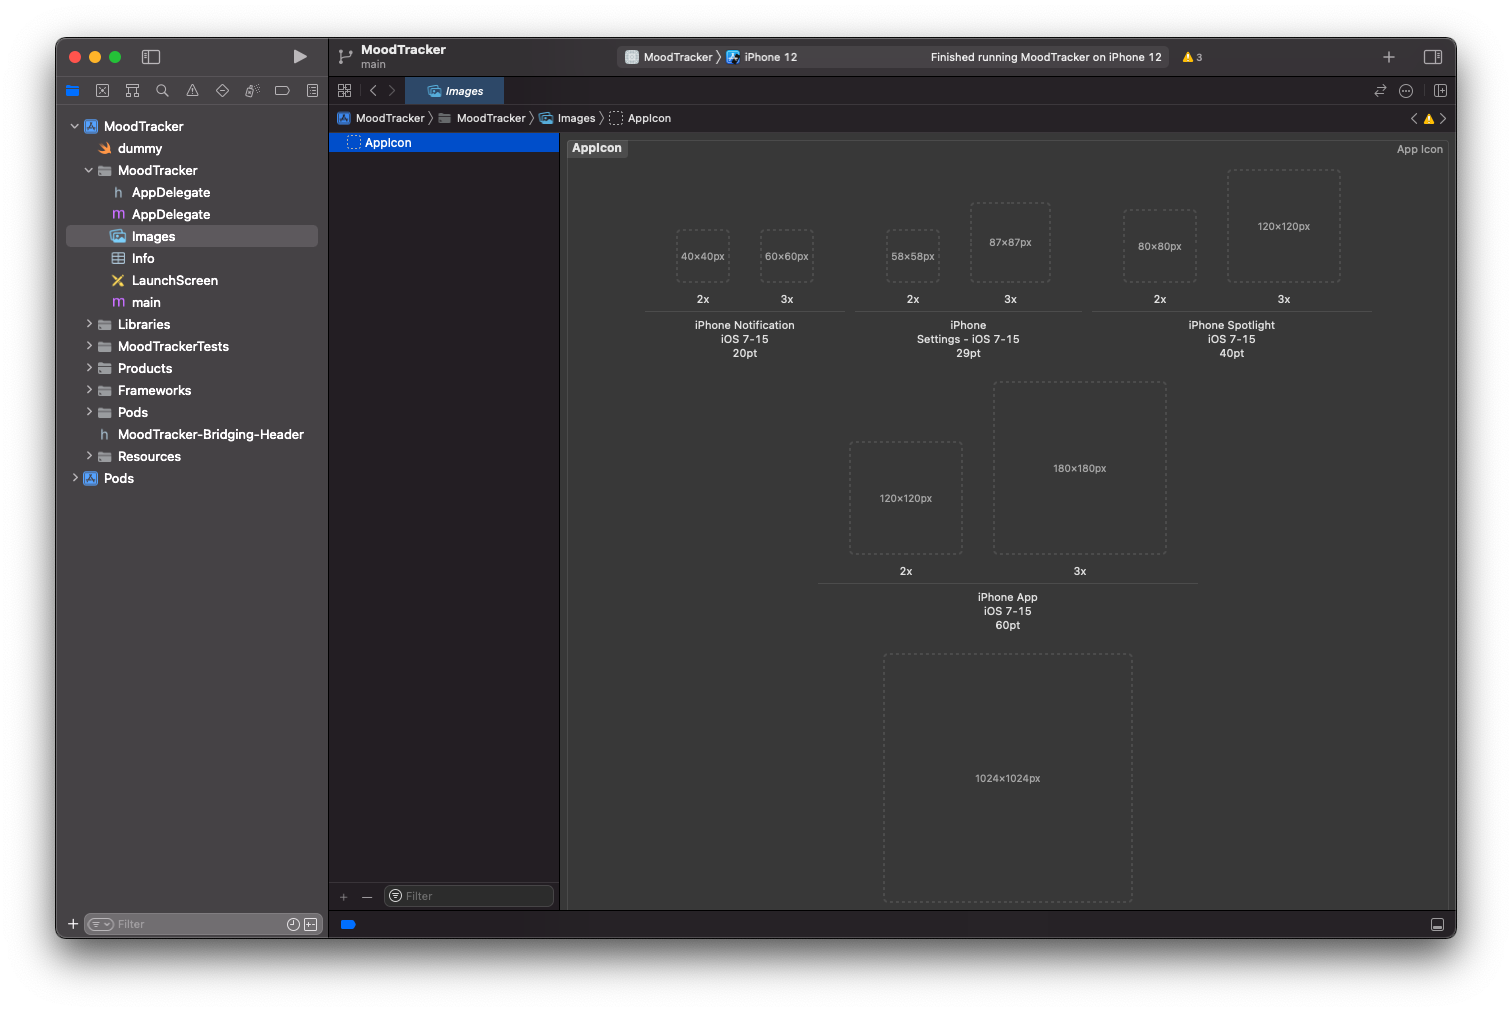 MoodTracker
main
MoodTracker
iPhone 12
Finished running MoodTracker on iPhone 12
3
Images
MoodTracker
MoodTracker
Images
AppIcon
MoodTracker
dummy
MoodTracker
h AppDelegate
m AppDelegate
Images
Info
LaunchScreen
m main
Libraries
MoodTrackerTests
Products
Frameworks
Pods
h MoodTracker-Bridging-Header
Resources
Pods
Filter
AppIcon
Filter
AppIcon
App Icon
40×40px
60×60px
2x
3x
iPhone Notification
iOS 7-15
20pt
58×58px
87×87px
2x
3x
iPhone
Settings - iOS 7-15
29pt
80×80px
120×120px
2x
3x
iPhone Spotlight
iOS 7-15
40pt
120×120px
180×180px
2x
3x
iPhone App
iOS 7-15
60pt
1024×1024px